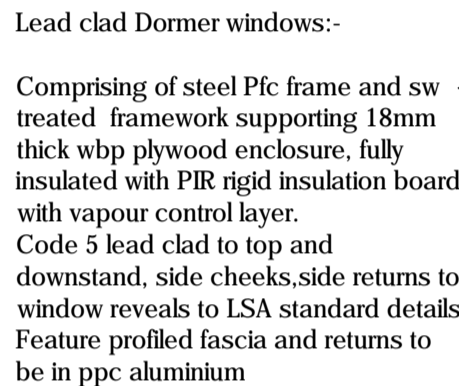 Lead clad Dormer windows:-
Comprising of steel Pfc frame and sw
treated framework supporting 18mm
thick wbp plywood enclosure, fully
insulated with PIR rigid insulation board
with vapour control layer.
Code 5 lead clad to top and
downstand, side cheeks,side returns to
window reveals to LSA standard details
Feature profiled fascia and returns to
be in ppc aluminium